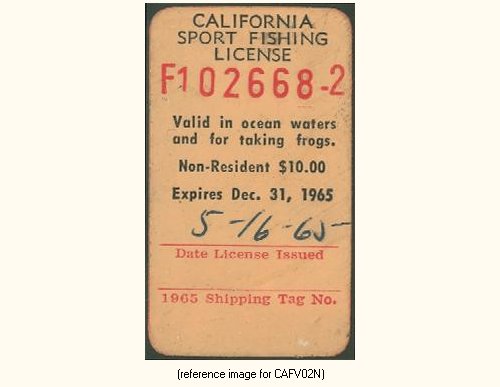 CALIFORNIA
SPORT FISHING
LICENSE
F102668-2
Valid in ocean waters
and for taking frogs.
Non-Resident $10.00
Expires Dec. 31, 1965
5-16-65
Date License Issued
1965 Shipping Tag No.
(reference image for CAFV02N)